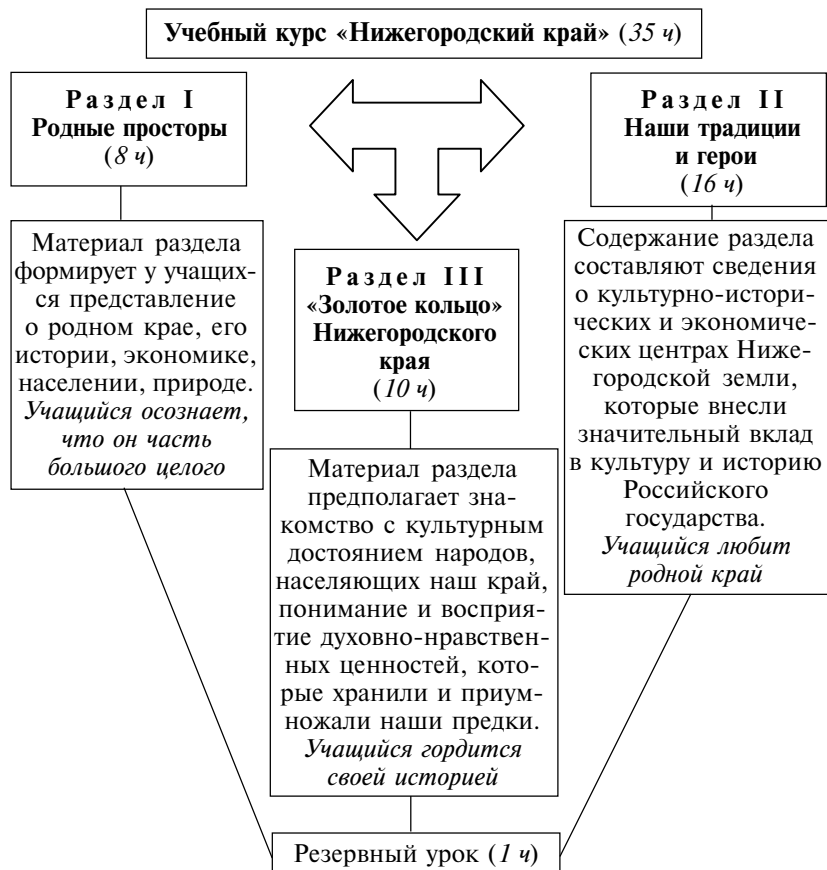 Учебный курс «Нижегородский край» (35 ч)
Раздел I
Родные просторы
(8 ч)
Материал раздела
формирует у учащих-
ся представление
о родном крае, его
истории, экономике,
населении, природе.
Учащийся осознает,
что он часть
большого целого
Раздел III
«Золотое кольцо»
Нижегородского
края
(10 ч)
Материал раздела
предполагает зна-
комство с культурным
достоянием народов,
населяющих наш край,
понимание и восприя-
тие духовно-нравствен-
ных ценностей, кото-
рые хранили и приум-
ножали наши предки.
Учащийся гордится
своей историей
Раздел II
Наши традиции
и герои
(16 ч)
Содержание раздела
составляют сведения
о культурно-истори-
ческих и экономиче-
ских центрах Ниже-
городской земли,
которые внесли
значительный вклад
в культуру и историю
Российского
государства.
Учащийся любит
родной край
Резервный урок (1 ч)